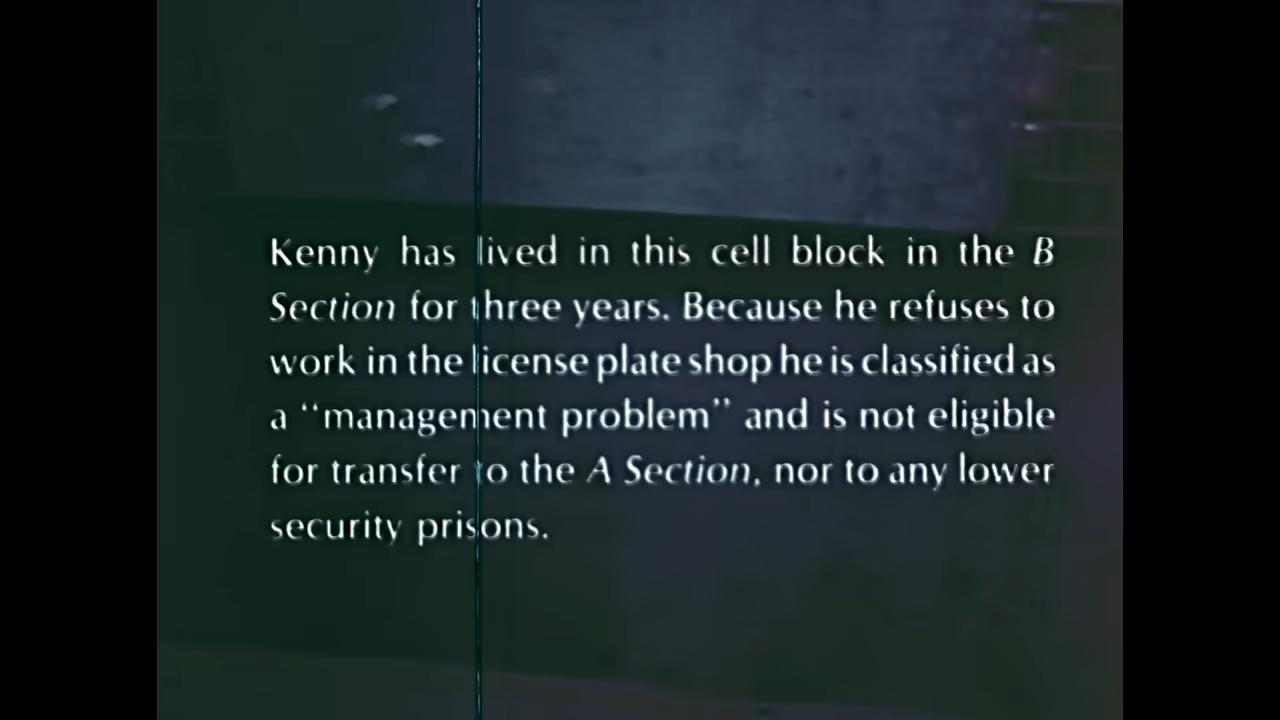 Kenny has lived in this cell block in the B
Section for three years. Because he refuses to
work in the license plate shop he is classified as
a “management problem” and is not eligible
for transfer to the A Section, nor to any lower
security prisons.